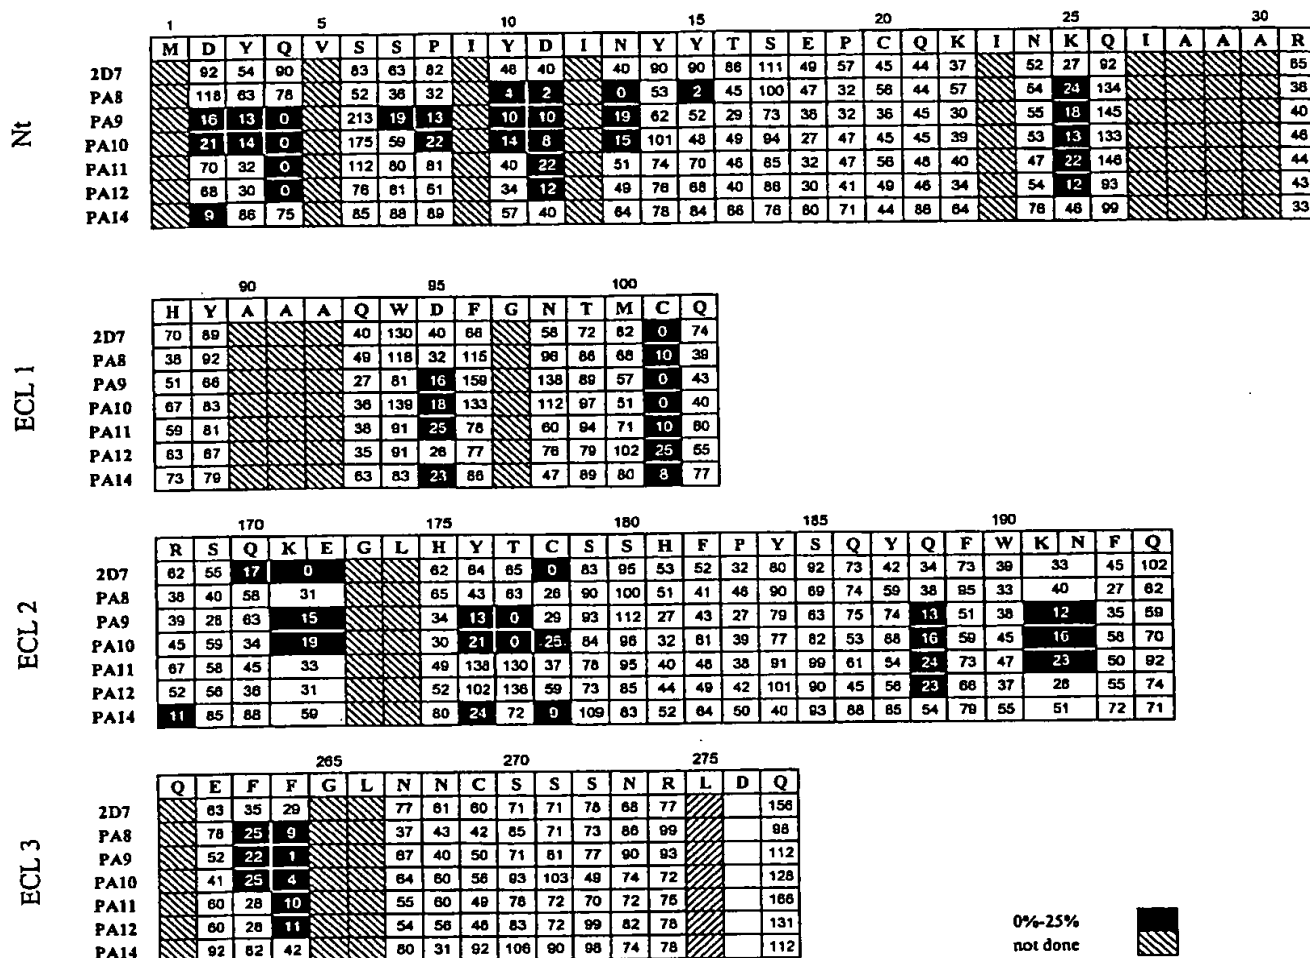 1 5 10 15 20 25 30
M D Y Q V S S P I Y D I N Y Y T S E P C Q K I N K Q I A A A R
Nt
2D7 92 54 90 83 63 82 48 40 40 90 90 86 111 49 57 45 44 37 52 27 92 65
PA8 118 63 78 52 36 32 4 2 0 53 2 45 100 47 32 56 44 57 54 24 134 38
PA9 16 13 0 213 19 13 10 10 19 62 52 29 73 38 32 36 45 30 55 18 145 40
PA10 21 14 0 175 59 22 14 8 15 101 48 49 94 27 47 45 45 39 53 13 133 46
PA11 70 32 0 112 80 81 40 22 51 74 70 46 85 32 47 56 48 40 47 22 146 44
PA12 68 30 0 76 81 51 34 12 49 76 68 40 86 30 41 49 46 34 54 12 93 43
PA14 9 86 75 85 88 89 57 40 64 78 84 66 76 80 71 44 86 64 76 46 99 33
90 95 100
H Y A A A Q W D F G N T M C Q
ECL 1
2D7 70 89 40 130 40 66 58 72 82 0 74
PA8 38 92 49 118 32 115 96 86 68 10 39
PA9 51 66 27 81 16 159 138 89 57 0 43
PA10 67 83 36 139 18 133 112 97 51 0 40
PA11 59 81 38 91 25 78 60 94 71 10 80
PA12 63 67 35 91 26 77 76 79 102 25 55
PA14 73 79 63 83 23 86 47 89 80 8 77
170 175 180 185 190
R S Q K E G L H Y T C S S H F P Y S Q Y Q F W K N F Q
ECL 2
2D7 62 55 17 0 62 64 65 0 83 95 53 52 32 80 92 73 42 34 73 39 33 45 102
PA8 38 40 58 31 65 43 63 26 90 100 51 41 46 90 69 74 59 38 95 33 40 27 62
PA9 39 26 63 15 34 13 0 29 93 112 27 43 27 79 63 75 74 13 51 38 12 35 69
PA10 45 59 34 19 30 21 0 25 84 96 32 61 39 77 82 53 68 16 59 45 16 58 70
PA11 67 58 45 33 49 138 130 37 78 95 40 48 38 91 99 61 54 24 73 47 23 50 92
PA12 52 56 36 31 52 102 136 59 73 85 44 49 42 101 90 45 56 23 66 37 26 55 74
PA14 11 85 88 59 80 24 72 0 109 83 52 64 50 40 93 88 85 54 79 55 51 72 71
265 270 275
Q E F F G L N N C S S S N R L D Q
ECL 3
2D7 63 35 29 77 61 60 71 71 78 68 77 156
PA8 78 25 9 37 43 42 85 71 73 86 99 98
PA9 52 22 1 67 40 50 71 81 77 90 93 112
PA10 41 25 4 64 60 56 93 103 49 74 72 128
PA11 60 28 10 55 60 49 78 72 70 72 75 166
PA12 60 28 11 54 56 48 83 72 99 82 78 131
PA14 92 82 42 80 31 92 106 90 98 74 78 112
0%-25%
not done